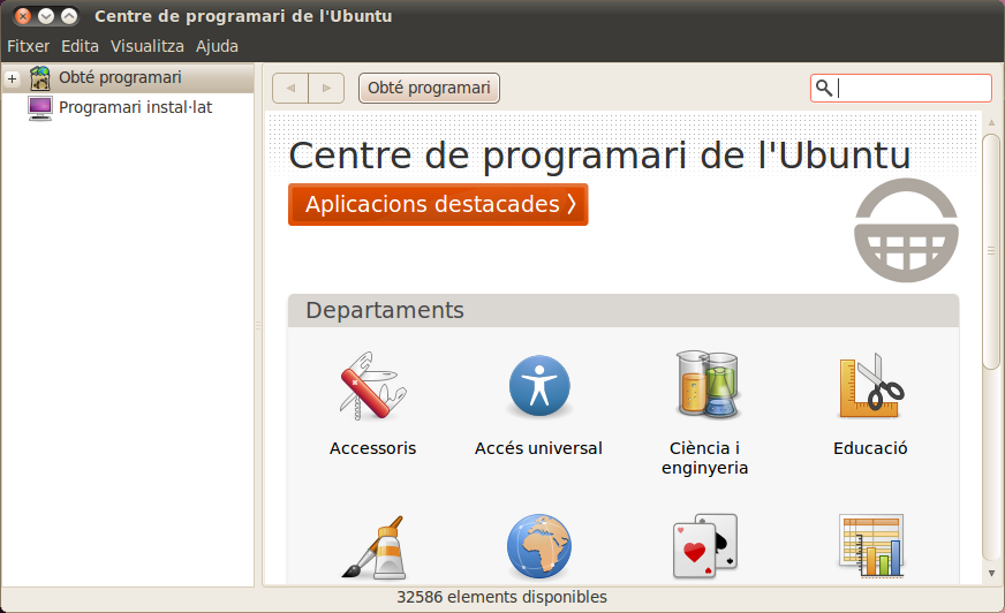 Centre de programari de l'Ubuntu
Fitxer Edita Visualitza Ajuda
Obté programari
Programari instal·lat
Obté programari
Centre de programari de l'Ubuntu
Aplicacions destacades
Departaments
Accessoris
Accés universal
Ciència i
enginyeria
Educació
32586 elements disponibles